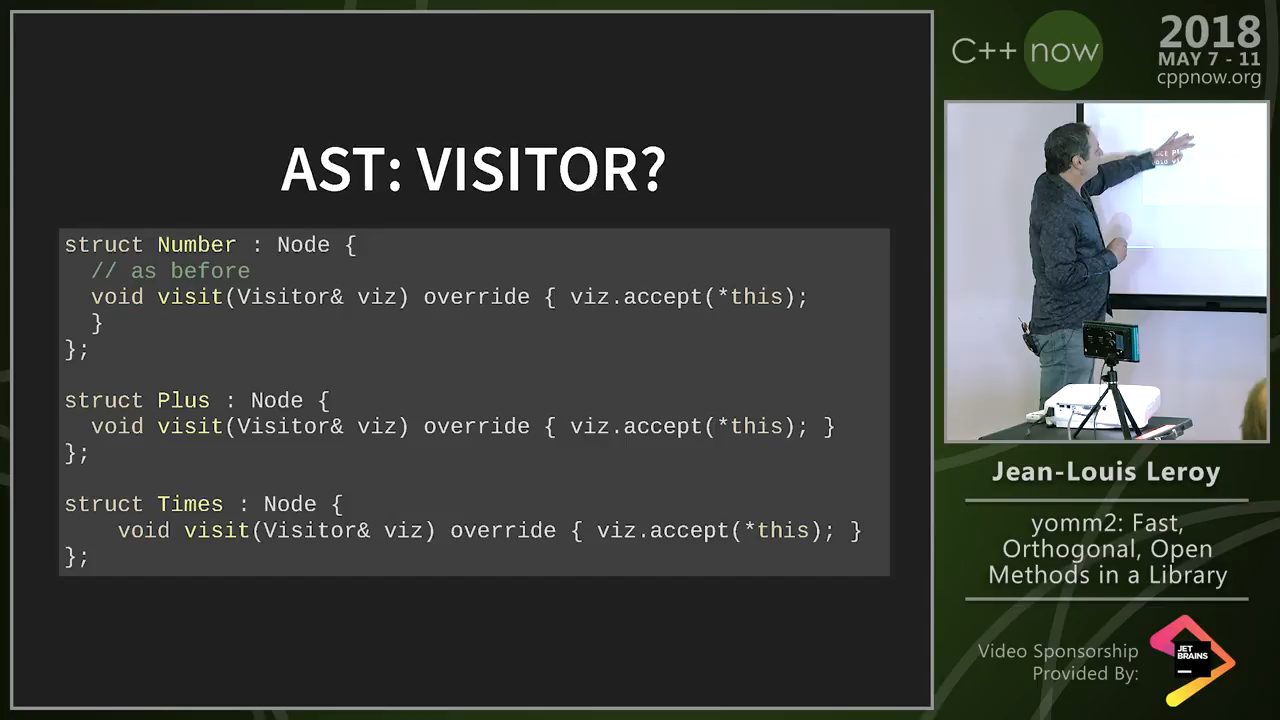 AST: VISITOR?
struct Number : Node {
  // as before
  void visit(Visitor& viz) override { viz.accept(*this);
  }
};

struct Plus : Node {
  void visit(Visitor& viz) override { viz.accept(*this); }
};

struct Times : Node {
    void visit(Visitor& viz) override { viz.accept(*this); }
};
C++ now
2018
MAY 7 - 11
cppnow.org
Jean-Louis Leroy
yomm2: Fast,
Orthogonal, Open
Methods in a Library
Video Sponsorship
Provided By:
JET
BRAINS